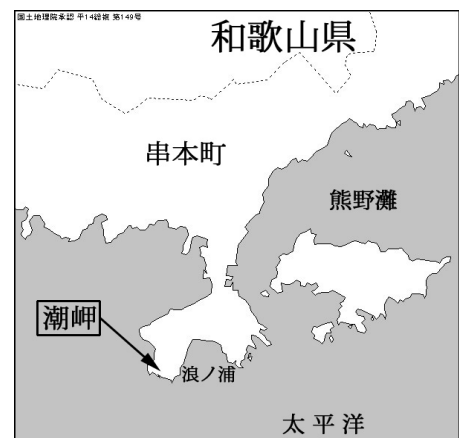 国土地理院承認 平14総複 第149号
和歌山県
串本町
熊野灘
潮岬
浪ノ浦
太平洋